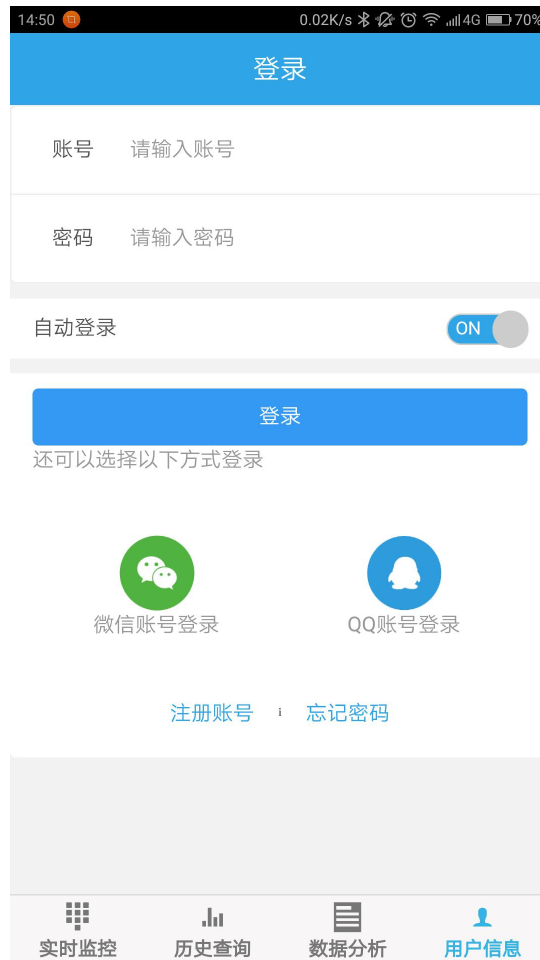 14:50 0.02K/s 4G 70%
登录
账号 请输入账号
密码 请输入密码
自动登录 ON
登录
还可以选择以下方式登录
微信账号登录 QQ账号登录
注册账号 i 忘记密码
实时监控 历史查询 数据分析 用户信息